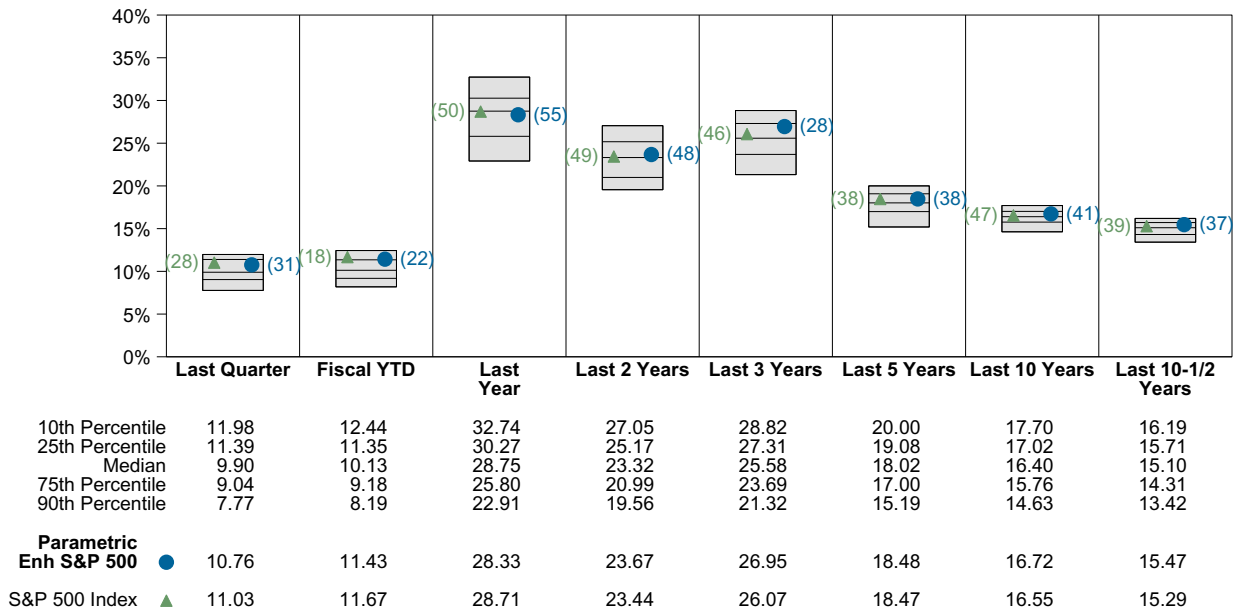 40%
35%
30%
25%
20%
15%
10%
5%
0%
(28) (31)
(18) (22)
(50) (55)
(49) (48)
(46) (28)
(38) (38)
(47) (41)
(39) (37)
Last Quarter Fiscal YTD Last Last 2 Years Last 3 Years Last 5 Years Last 10 Years Last 10-1/2
Year Years
10th Percentile 11.98 12.44 32.74 27.05 28.82 20.00 17.70 16.19
25th Percentile 11.39 11.35 30.27 25.17 27.31 19.08 17.02 15.71
Median 9.90 10.13 28.75 23.32 25.58 18.02 16.40 15.10
75th Percentile 9.04 9.18 25.80 20.99 23.69 17.00 15.76 14.31
90th Percentile 7.77 8.19 22.91 19.56 21.32 15.19 14.63 13.42
Parametric
Enh S&P 500 10.76 11.43 28.33 23.67 26.95 18.48 16.72 15.47
S&P 500 Index 11.03 11.67 28.71 23.44 26.07 18.47 16.55 15.29